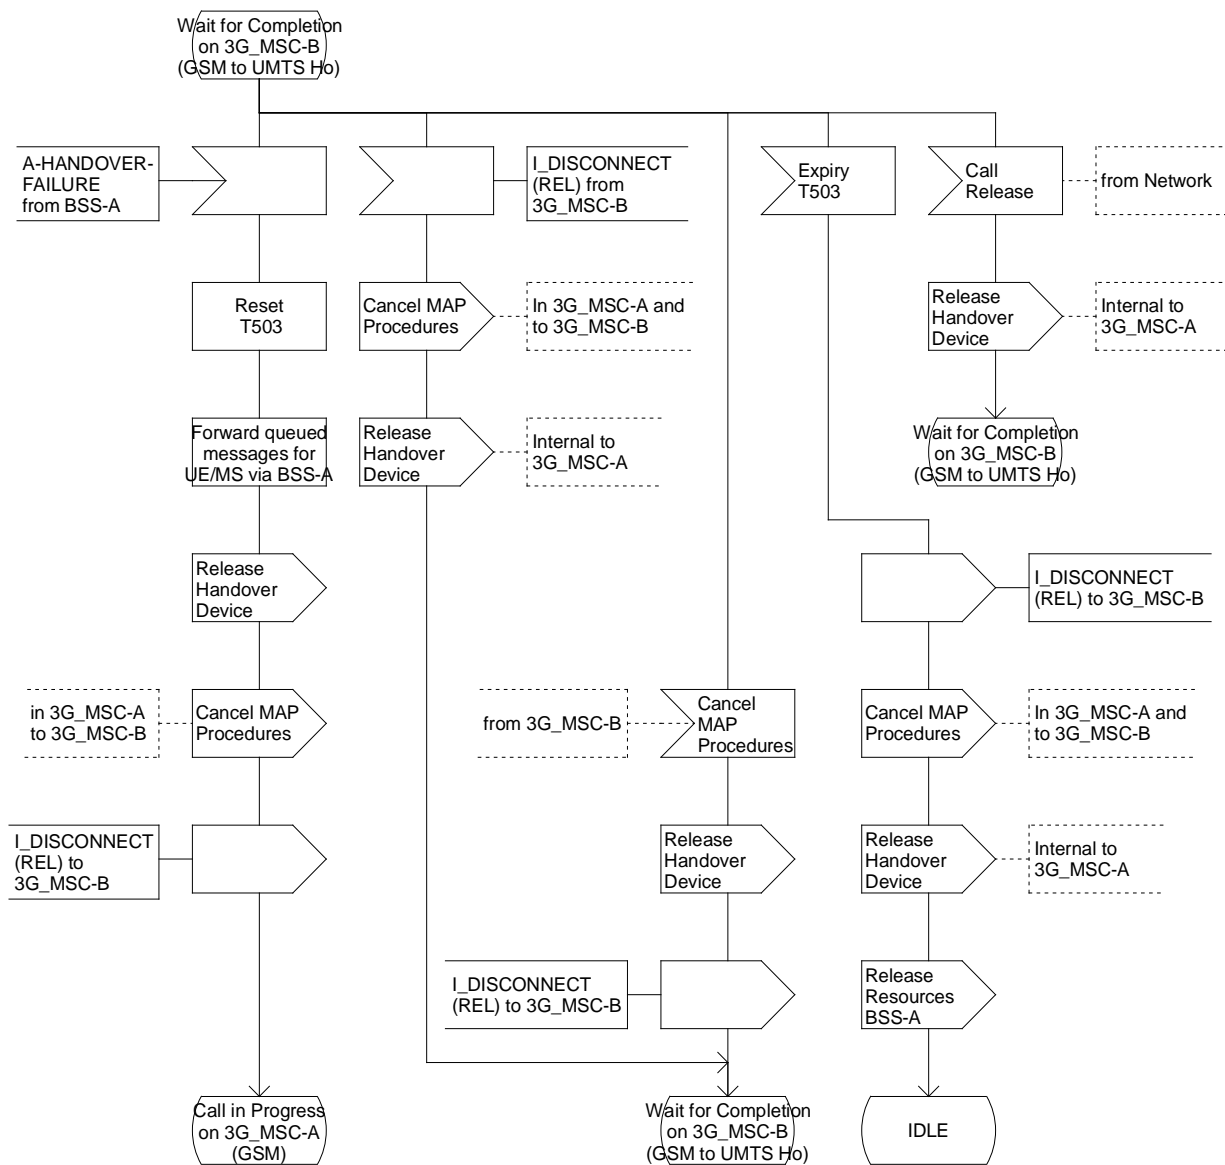 Wait for Completion
on 3G_MSC-B
(GSM to UMTS Ho)
A-HANDOVER-
FAILURE
from BSS-A
I_DISCONNECT
(REL) from
3G_MSC-B
Expiry
T503
Call
Release
from Network
Reset
T503
Cancel MAP
Procedures
In 3G_MSC-A and
to 3G_MSC-B
Release
Handover
Device
Internal to
3G_MSC-A
Forward queued
messages for
UE/MS via BSS-A
Release
Handover
Device
Internal to
3G_MSC-A
Wait for Completion
on 3G_MSC-B
(GSM to UMTS Ho)
Release
Handover
Device
I_DISCONNECT
(REL) to 3G_MSC-B
in 3G_MSC-A
to 3G_MSC-B
Cancel MAP
Procedures
from 3G_MSC-B
Cancel
MAP
Procedures
Cancel MAP
Procedures
In 3G_MSC-A and
to 3G_MSC-B
I_DISCONNECT
(REL) to
3G_MSC-B
Release
Handover
Device
Release
Handover
Device
Internal to
3G_MSC-A
I_DISCONNECT
(REL) to 3G_MSC-B
Release
Resources
BSS-A
Call in Progress
on 3G_MSC-A
(GSM)
Wait for Completion
on 3G_MSC-B
(GSM to UMTS Ho)
IDLE